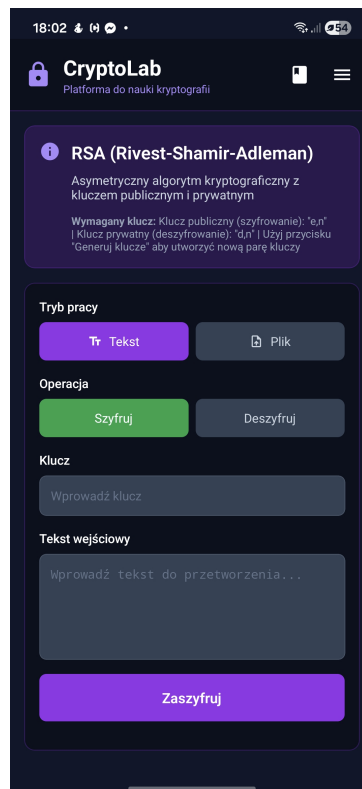 18:02
54
CryptoLab
Platforma do nauki kryptografii
RSA (Rivest-Shamir-Adleman)
Asymetryczny algorytm kryptograficzny z
kluczem publicznym i prywatnym
Wymagany klucz: Klucz publiczny (szyfrowanie): "e,n"
| Klucz prywatny (deszyfrowanie): "d,n" | Użyj przycisku
"Generuj klucze" aby utworzyć nową parę kluczy
Tryb pracy
Tт Tekst
Plik
Operacja
Szyfruj
Deszyfruj
Klucz
Wprowadź klucz
Tekst wejściowy
Wprowadź tekst do przetworzenia...
Zaszyfruj